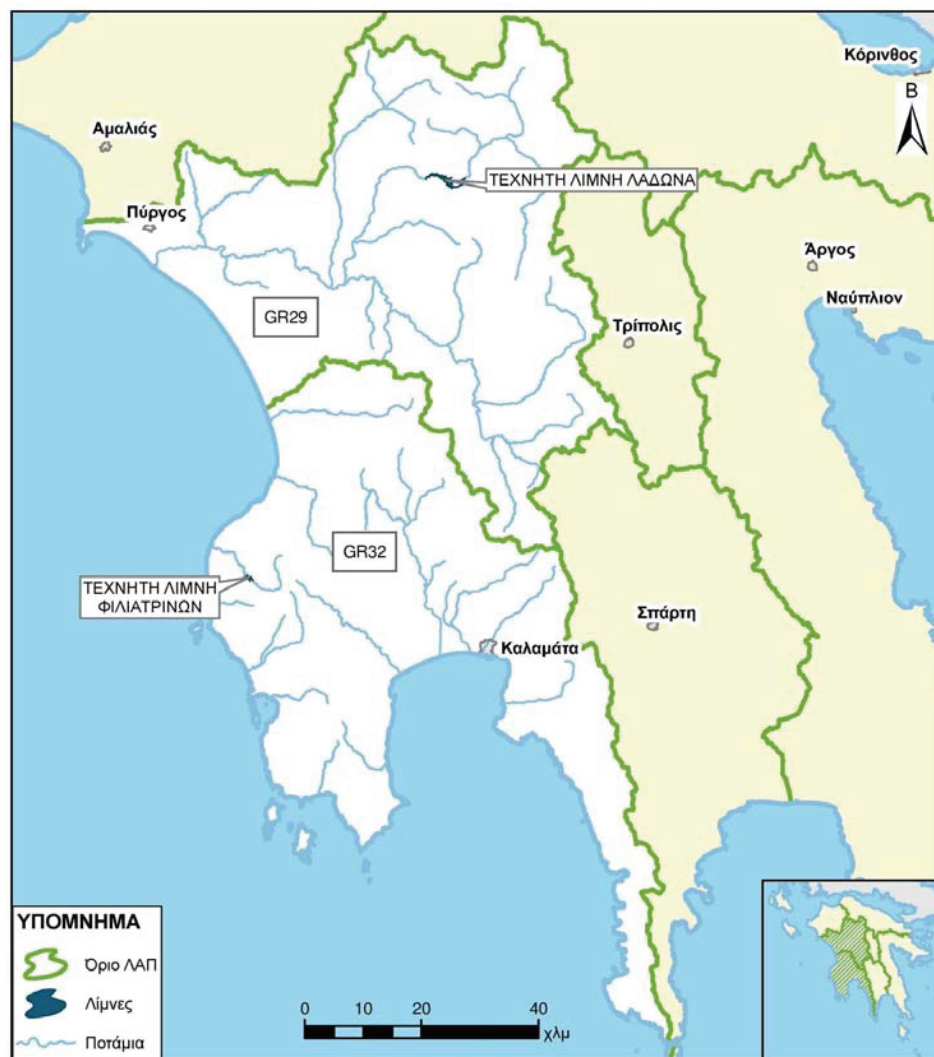 Κόρινθος
Β
Αμαλιάς
ΤΕΧΝΗΤΗ ΛΙΜΝΗ ΛΑΔΩΝΑ
Πύργος
Άργος
Ναύπλιον
GR29
Τρίπολις
GR32
ΤΕΧΝΗΤΗ ΛΙΜΝΗ
ΦΙΛΙΑΤΡΙΝΩΝ
Σπάρτη
Καλαμάτα
ΥΠΟΜΝΗΜΑ
Όριο ΛΑΠ
Λίμνες
Ποτάμια
0 10 20 40
χλμ